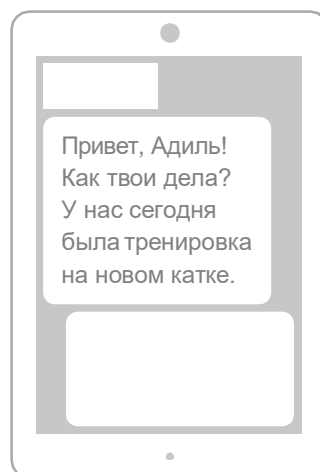 Привет, Адиль!
Как твои дела?
У нас сегодня
была тренировка
на новом катке.